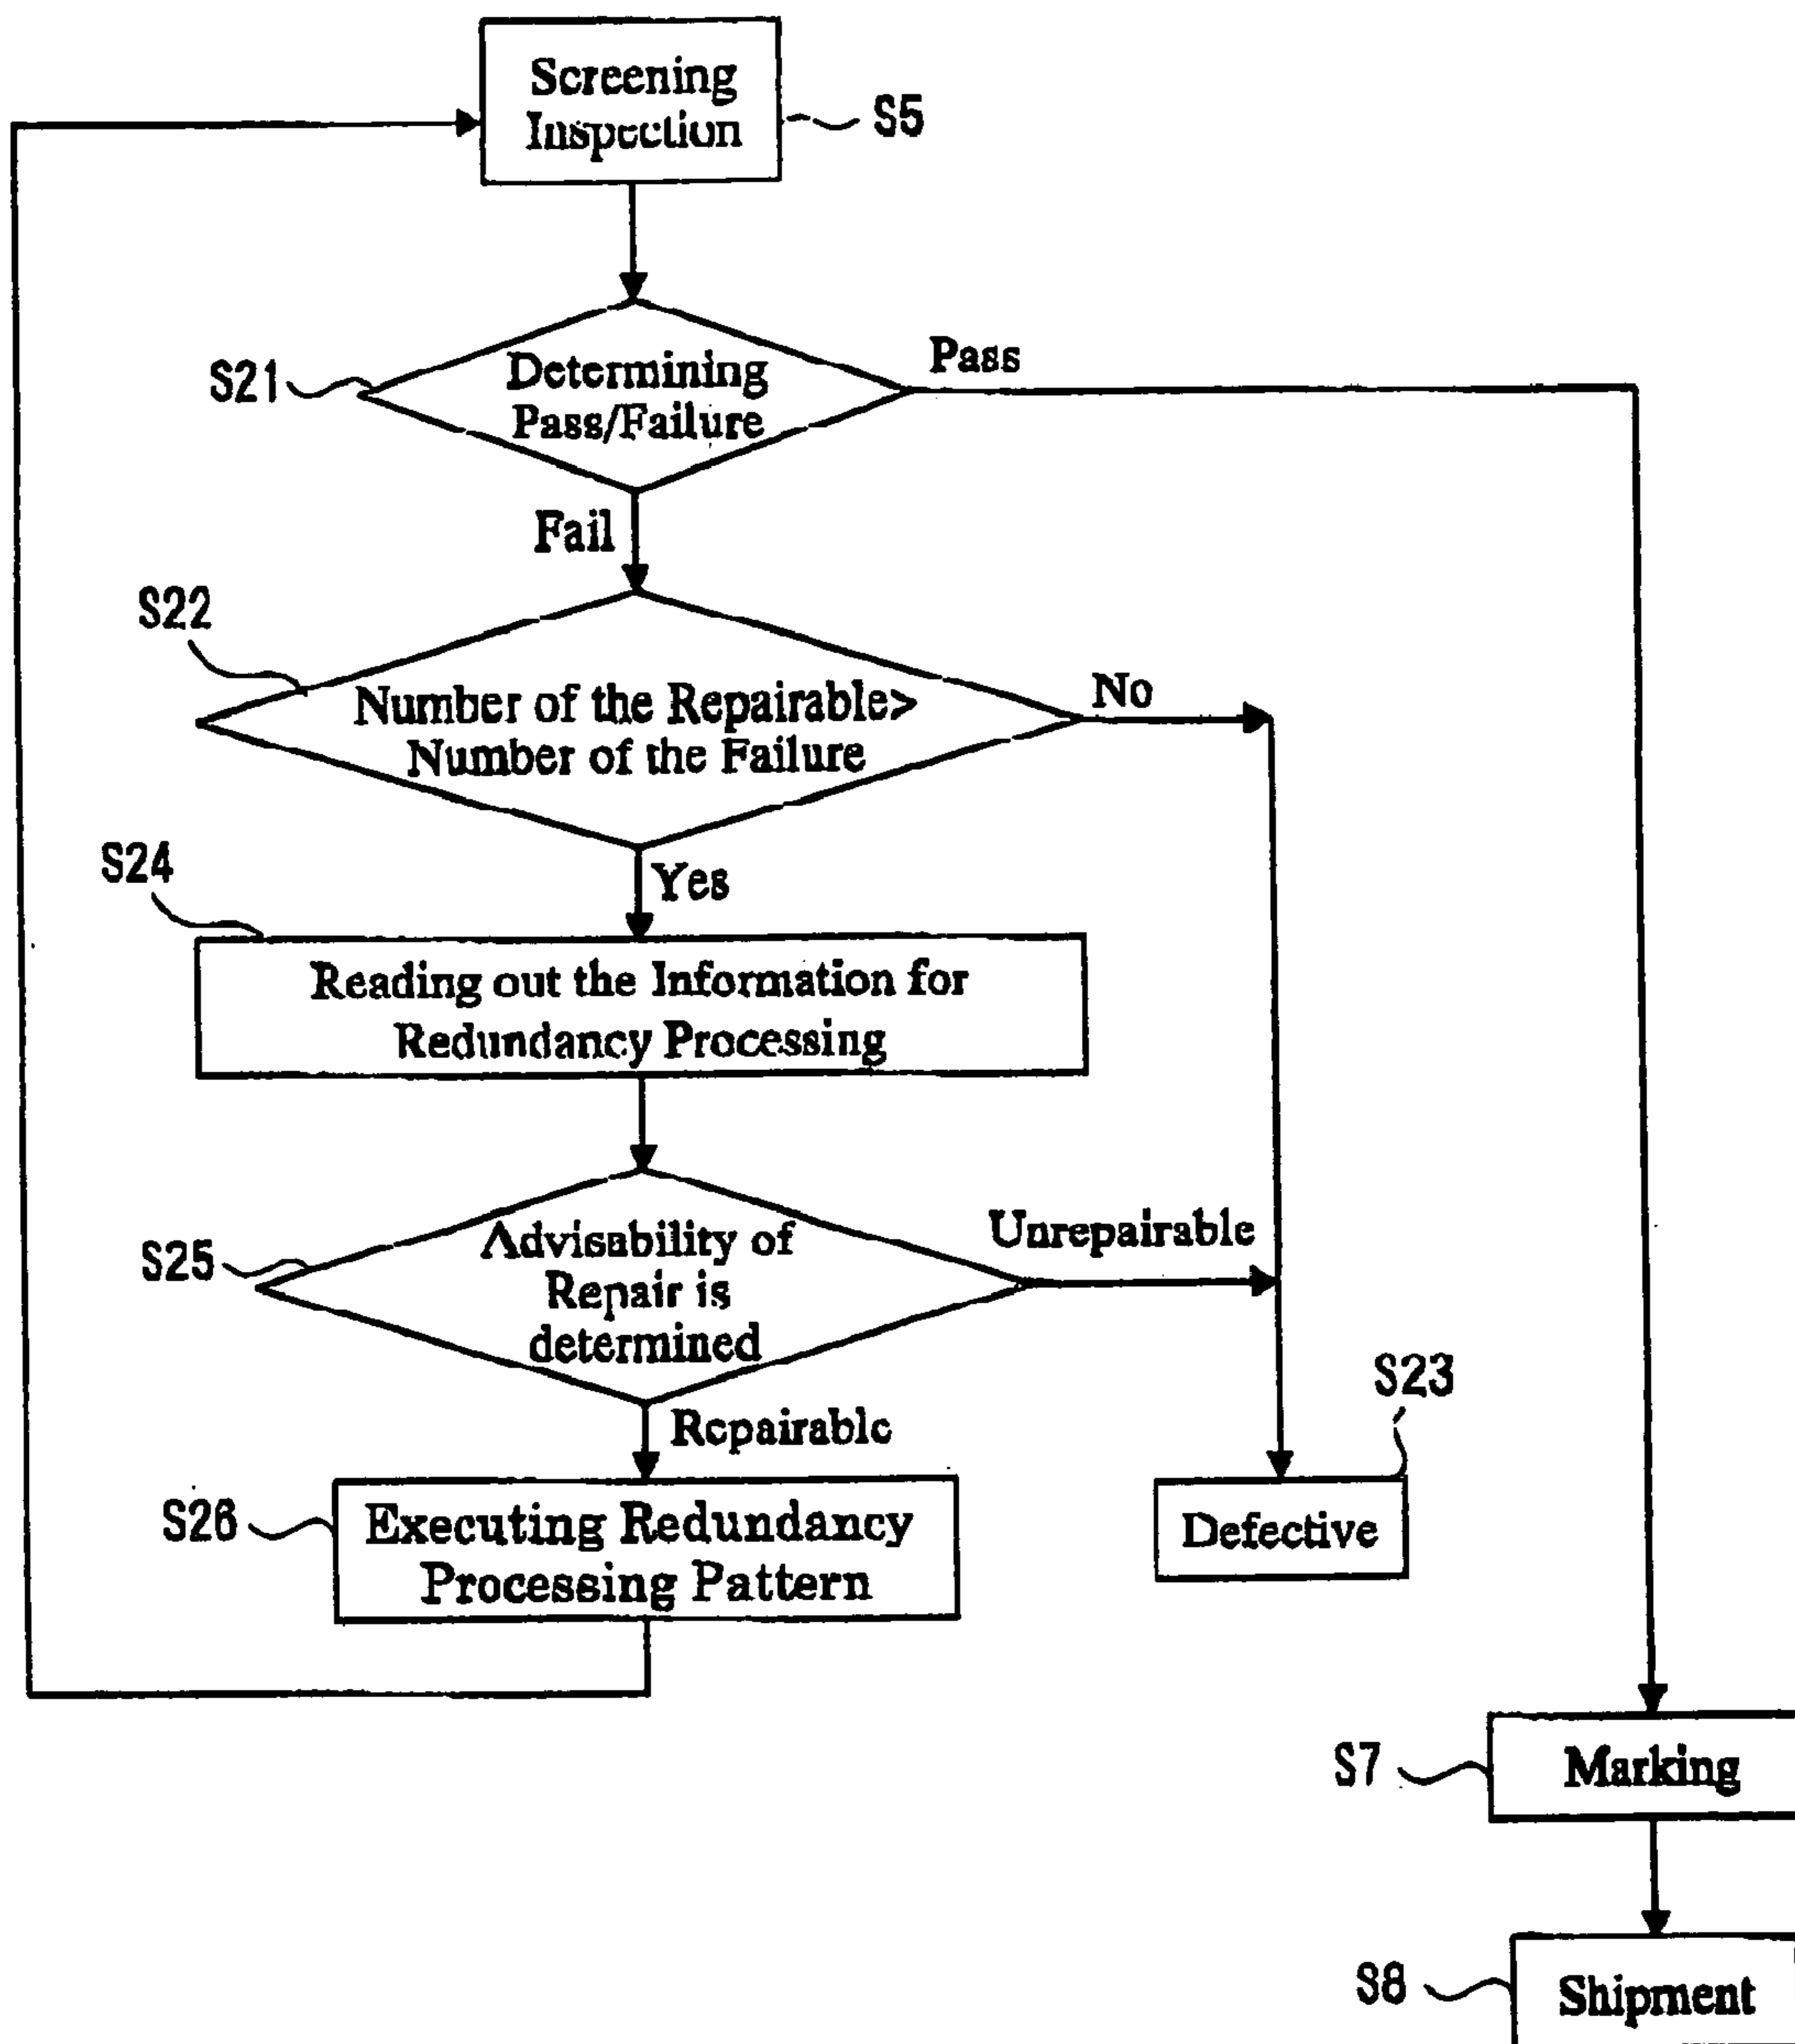 Screening
Inspection
S5
Determining
Pass/Failure
S21
Pass
Fail
S22
Number of the Repairable>
Number of the Failure
No
Yes
S24
Reading out the Information for
Redundancy Processing
S25
Advisability of
Repair is
determined
Unrepairable
Repairable
S23
Defective
S26
Executing Redundancy
Processing Pattern
S7
Marking
S8
Shipment